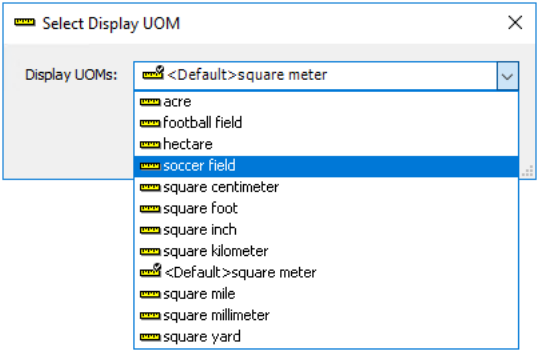 Select Display UOM
Display UOMs: <Default>square meter
acre
football field
hectare
soccer field
square centimeter
square foot
square inch
square kilometer
<Default>square meter
square mile
square millimeter
square yard